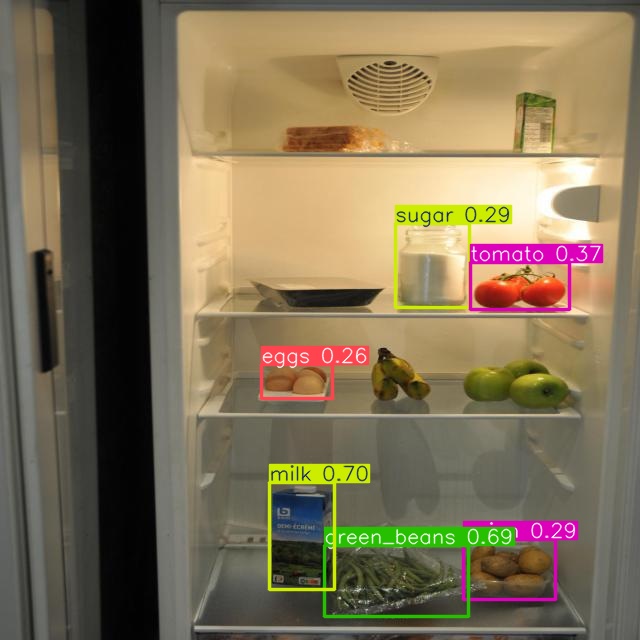 sugar 0.29
tomato 0.37
eggs 0.26
milk 0.70
green_beans 0.69
0.29
b
DEMI-ÉCRÉMÉ